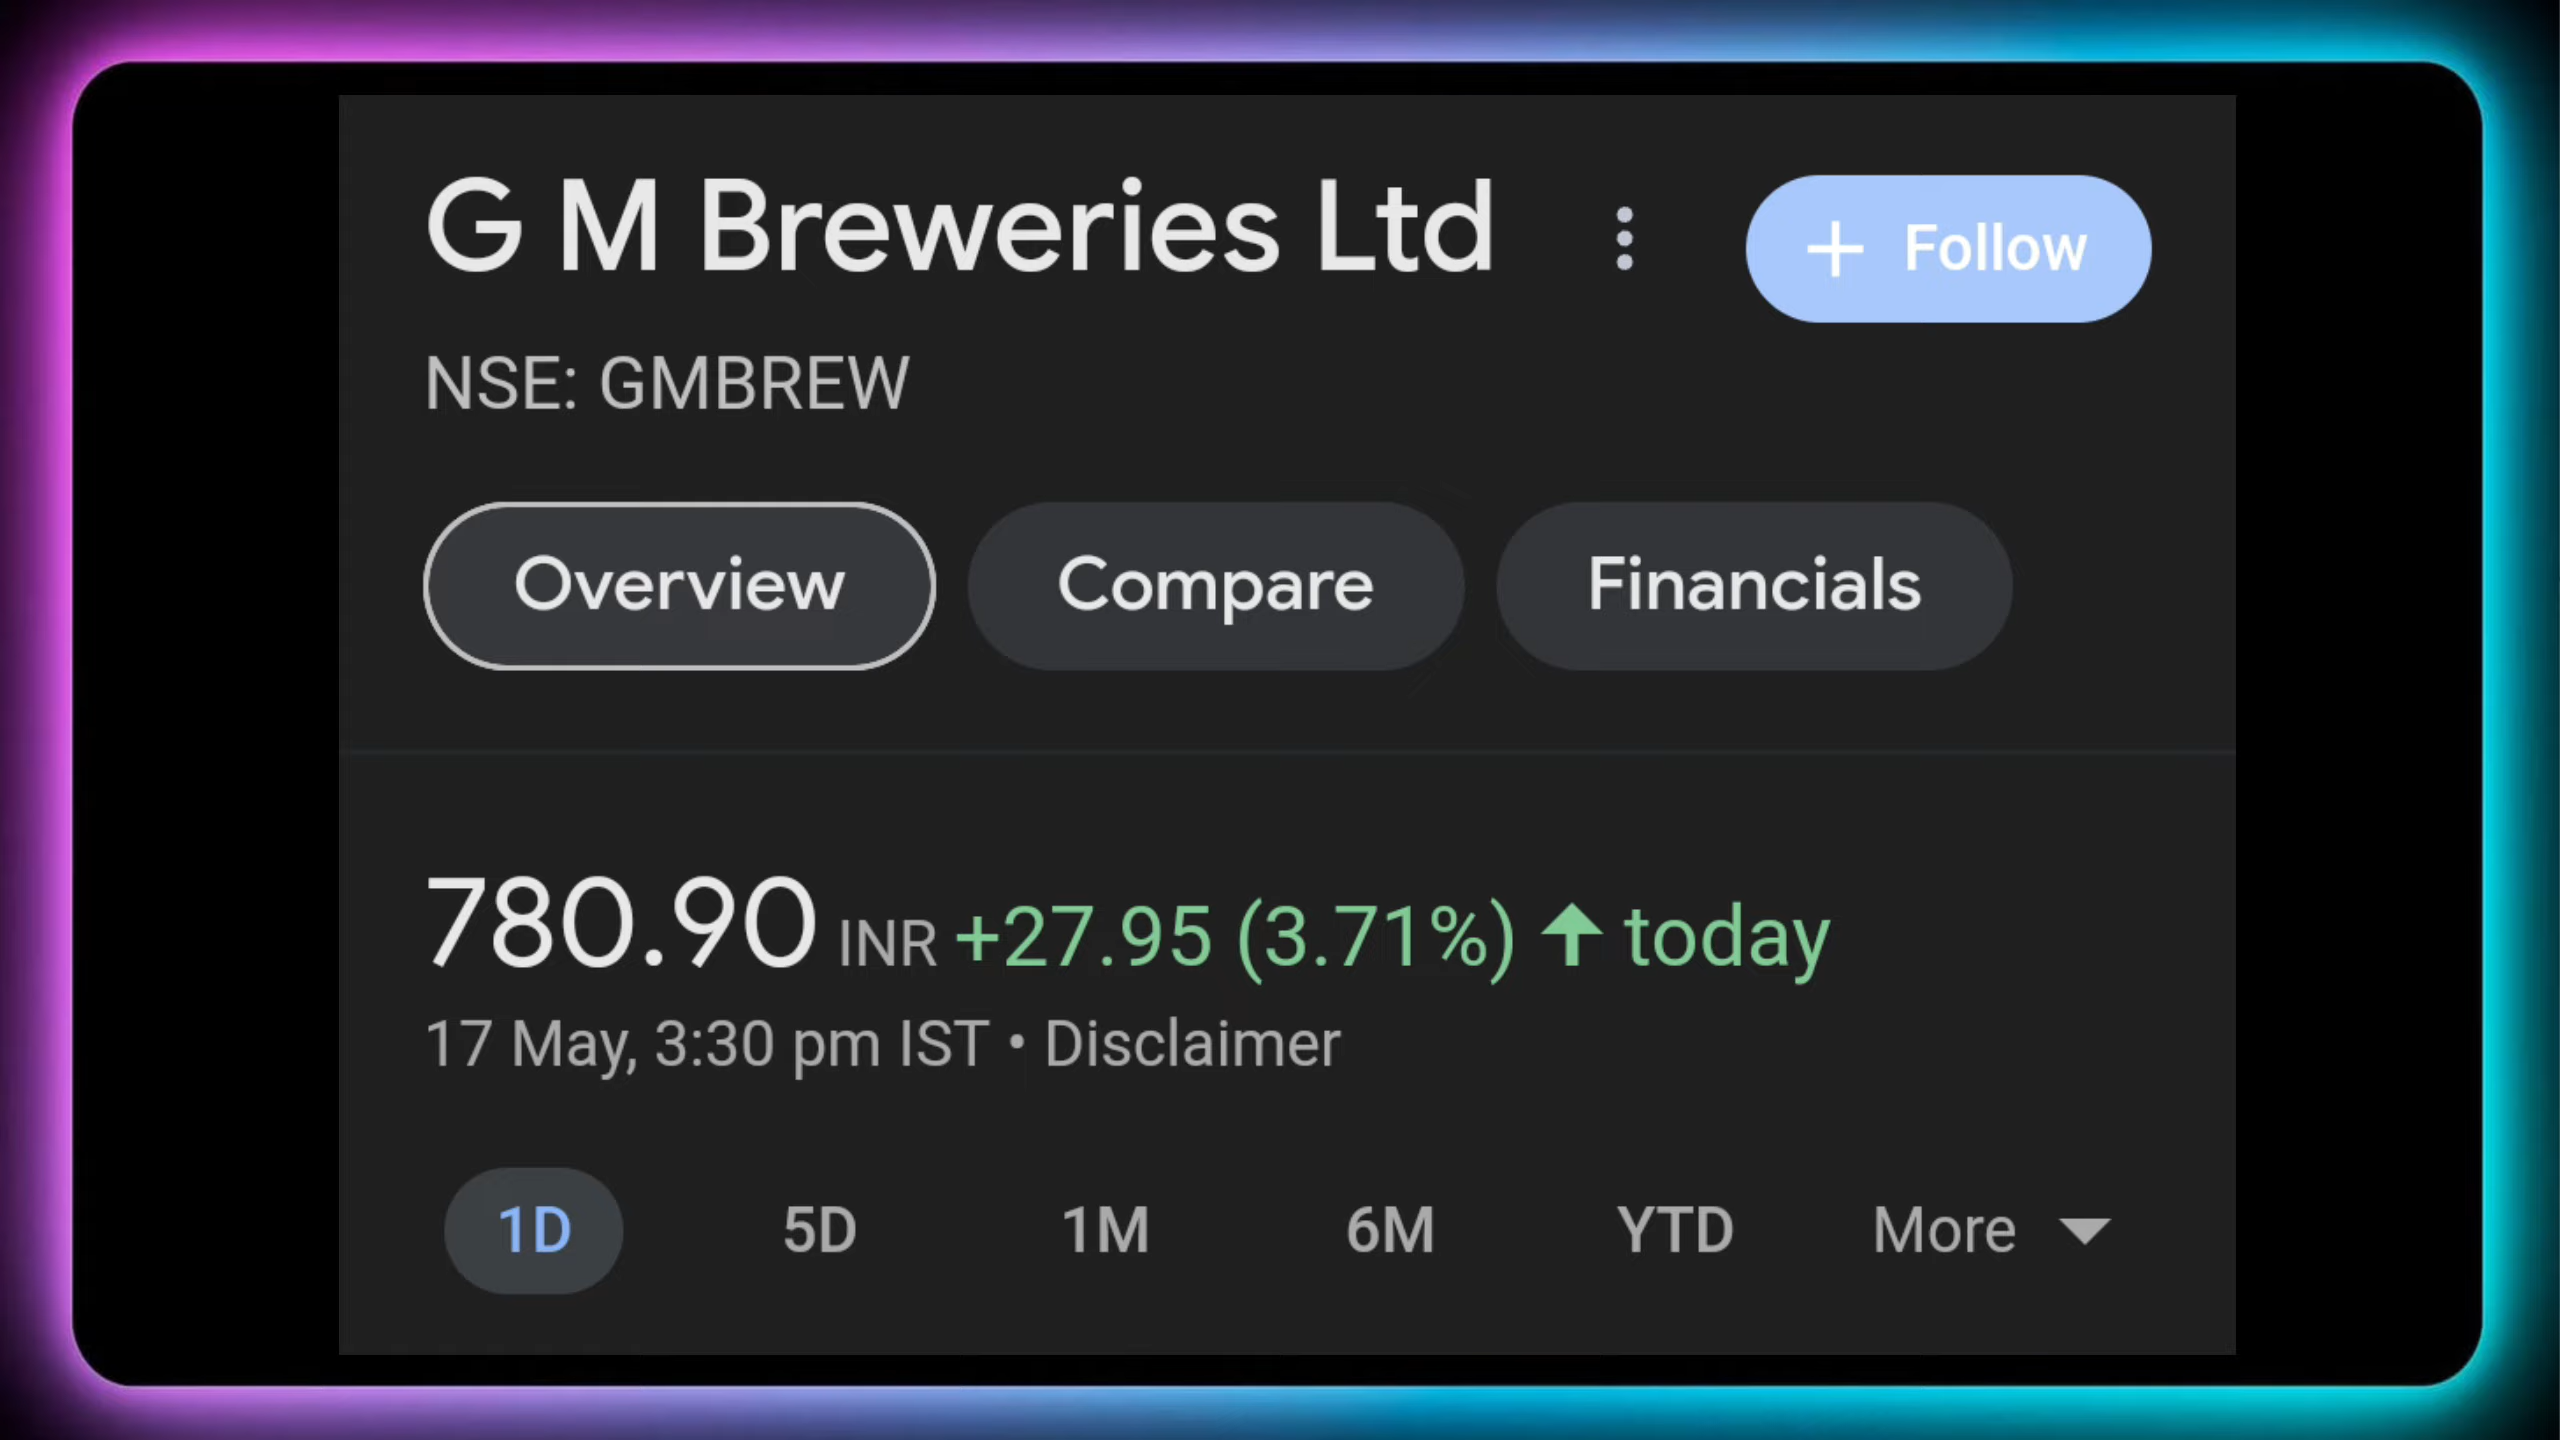 G M Breweries Ltd
+ Follow
NSE: GMBREW
Overview Compare Financials
780.90 INR +27.95 (3.71%) ↑ today
17 May, 3:30 pm IST • Disclaimer
1D 5D 1M 6M YTD More